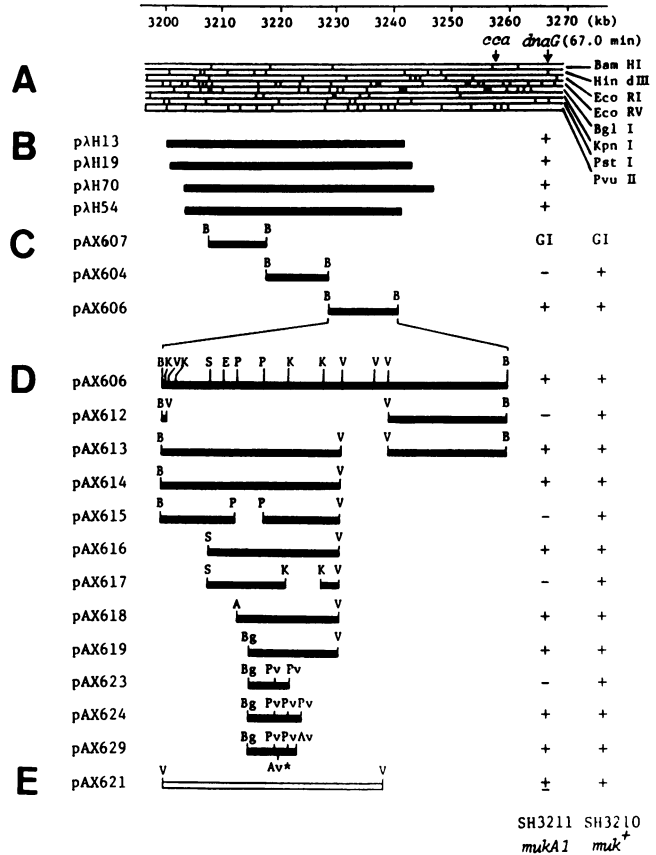 3200 3210 3220 3230 3240 3250 3260 3270 (kb)
cca dnaG (67.0 min)
A
Bam HI
Hin dIII
Eco RI
Eco RV
Bgl I
Kpn I
Pst I
Pvu II
B
pλH13 +
pλH19 +
pλH70 +
pλH54 +
C
B B
pAX607 GI GI
B B
pAX604 - +
B B
pAX606 + +
D
B K V K S E P P K K V V V B
pAX606 + +
B V V B
pAX612 - +
B V V B
pAX613 + +
B V
pAX614 + +
B P P V
pAX615 - +
S V
pAX616 + +
S K K V
pAX617 - +
A V
pAX618 + +
Bg V
pAX619 + +
Bg Pv Pv
pAX623 - +
Bg Pv Pv Pv
pAX624 + +
Bg Pv Pv Av
pAX629 + +
Av*
E
V V
pAX621 ± +
SH3211 SH3210
mukA1 muk+